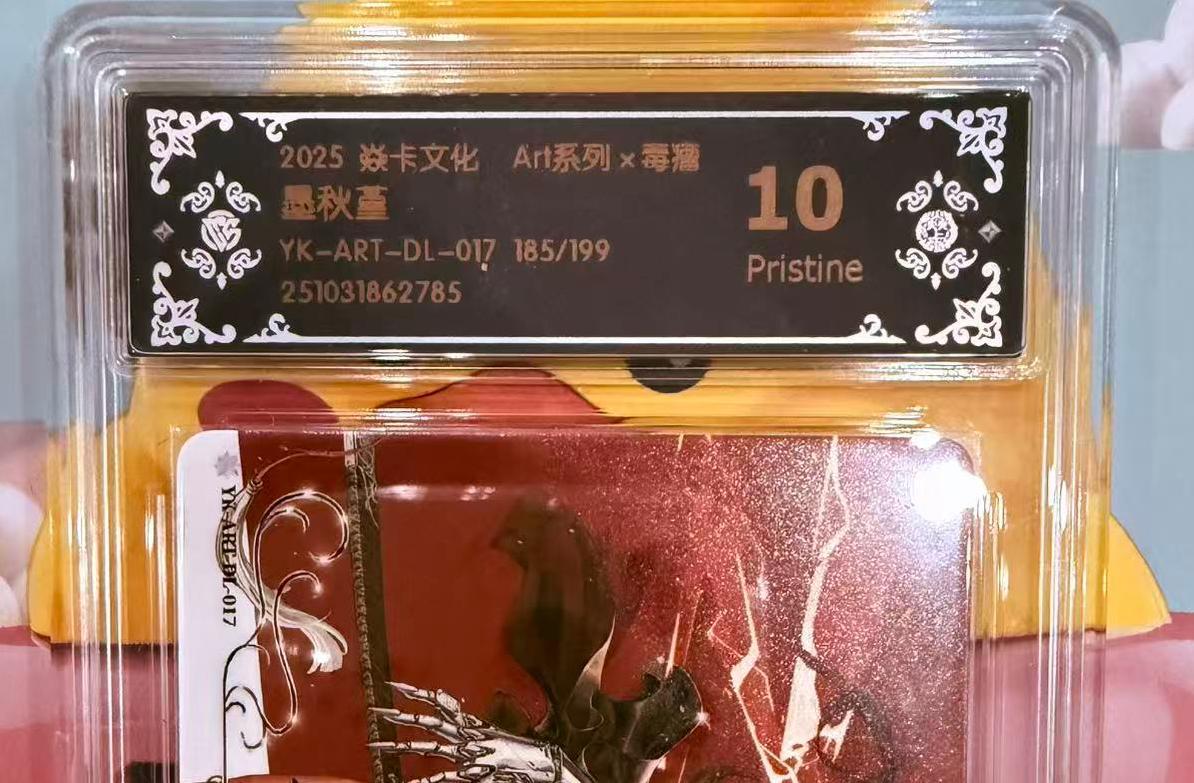 2025 焱卡文化 Art系列 x 毒瘤
墨秋堇
YK-ART-DL-017 185/199
251031862785
10
Pristine
YK-ART-DL-017